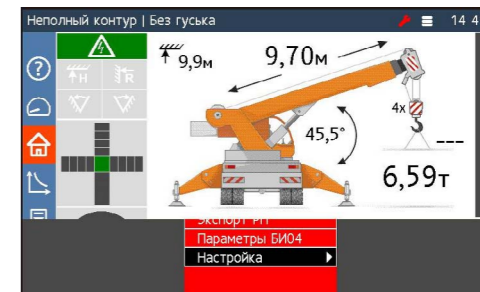 Неполный контур | Без гуська 14 4
9,9м
9,70м
H
R
4x
45,5°
---
6,59т
Экспорт РП
Параметры БИ04
Настройка